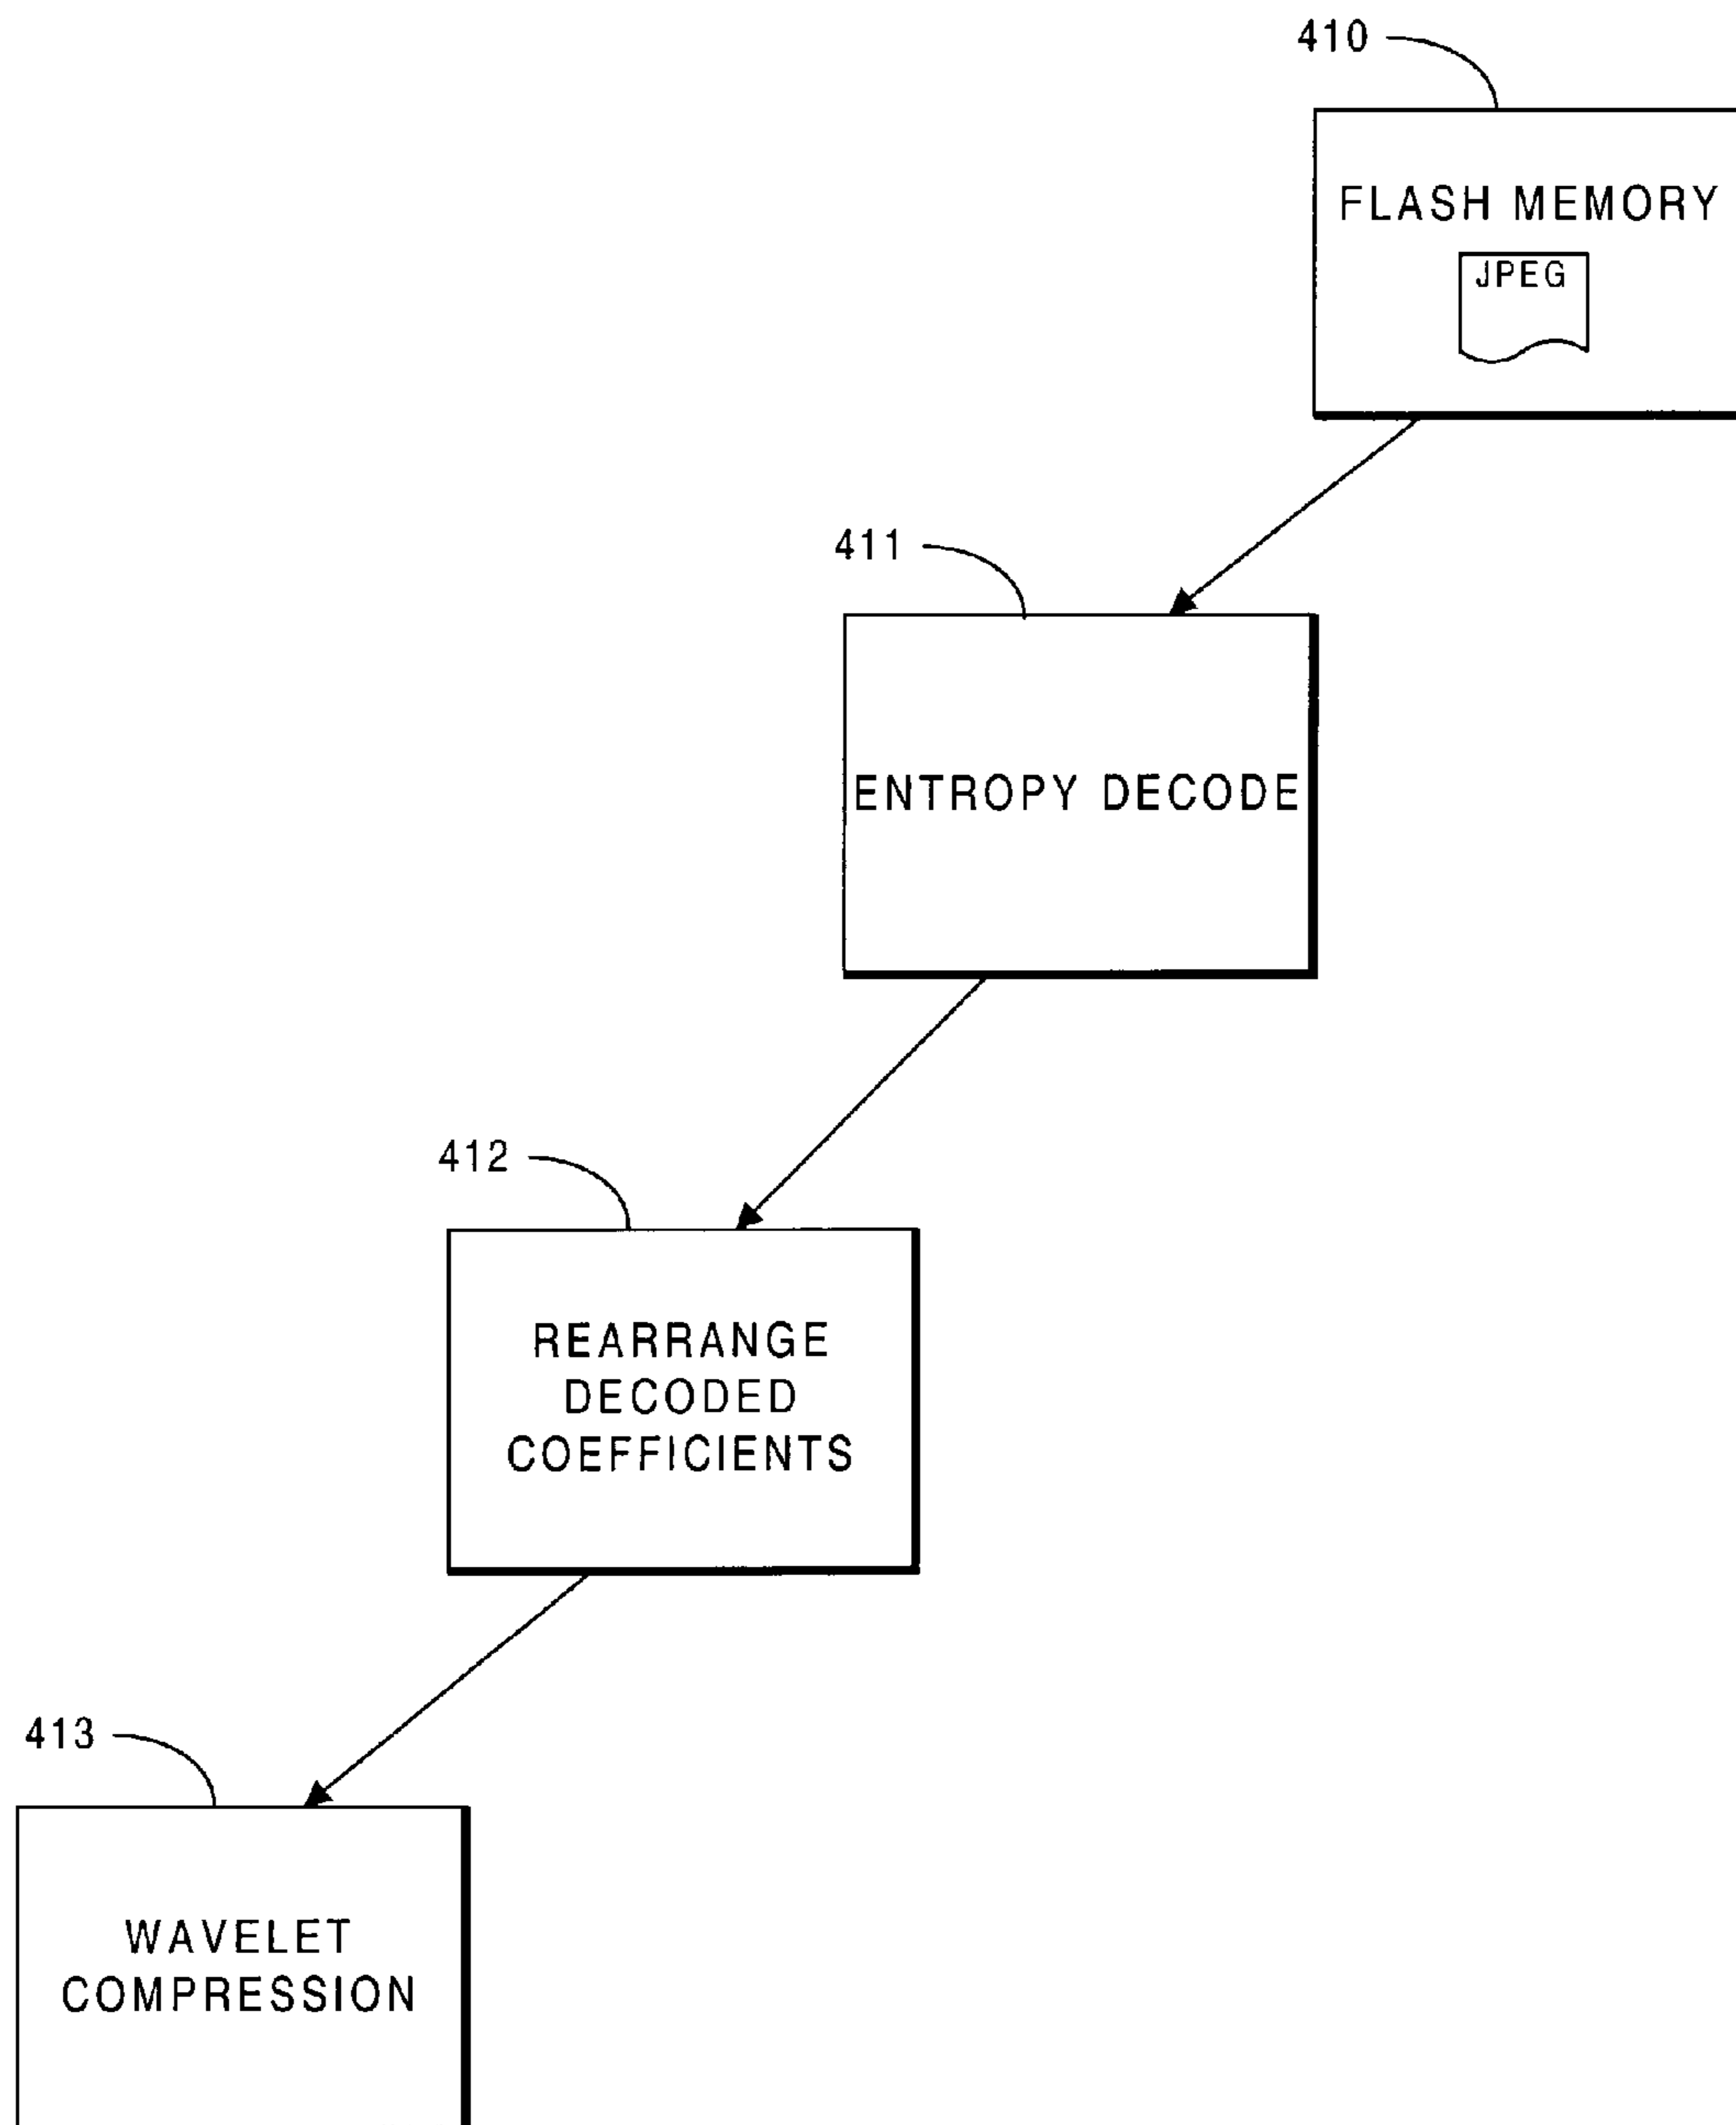 410
FLASH MEMORY
JPEG
411
ENTROPY DECODE
412
REARRANGE
DECODED
COEFFICIENTS
413
WAVELET
COMPRESSION